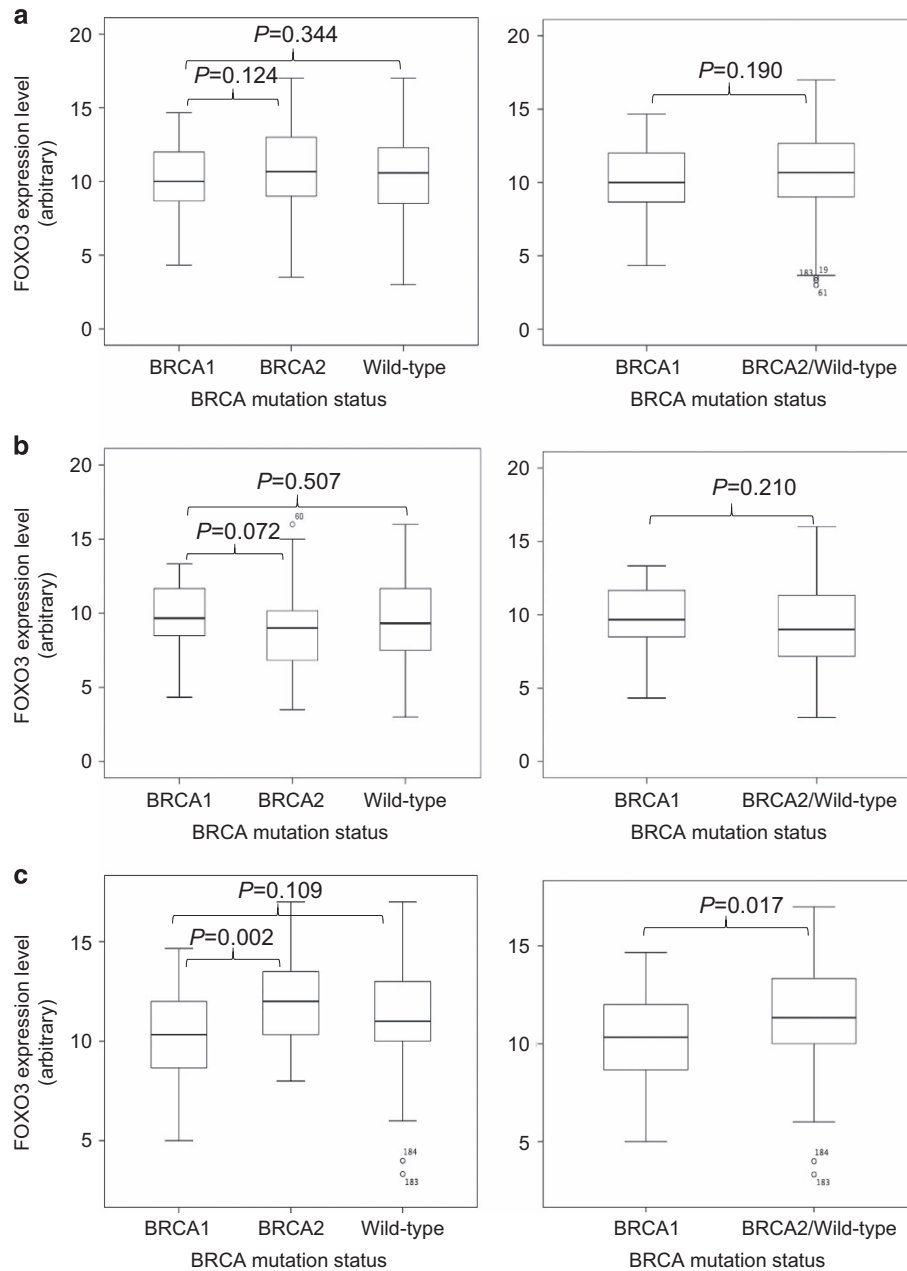 a
FOXO3 expression level
(arbitrary)
20
15
10
5
0
P=0.344
P=0.124
BRCA1 BRCA2 Wild-type
BRCA mutation status
20
15
10
5
0
P=0.190
183 19
61
BRCA1 BRCA2/Wild-type
BRCA mutation status
b
FOXO3 expression level
(arbitrary)
20
15
10
5
0
P=0.507
60
P=0.072
BRCA1 BRCA2 Wild-type
BRCA mutation status
20
15
10
5
0
P=0.210
BRCA1 BRCA2/Wild-type
BRCA mutation status
c
FOXO3 expression level
(arbitrary)
15
10
5
P=0.109
P=0.002
184
183
BRCA1 BRCA2 Wild-type
BRCA mutation status
15
10
5
P=0.017
184
183
BRCA1 BRCA2/Wild-type
BRCA mutation status